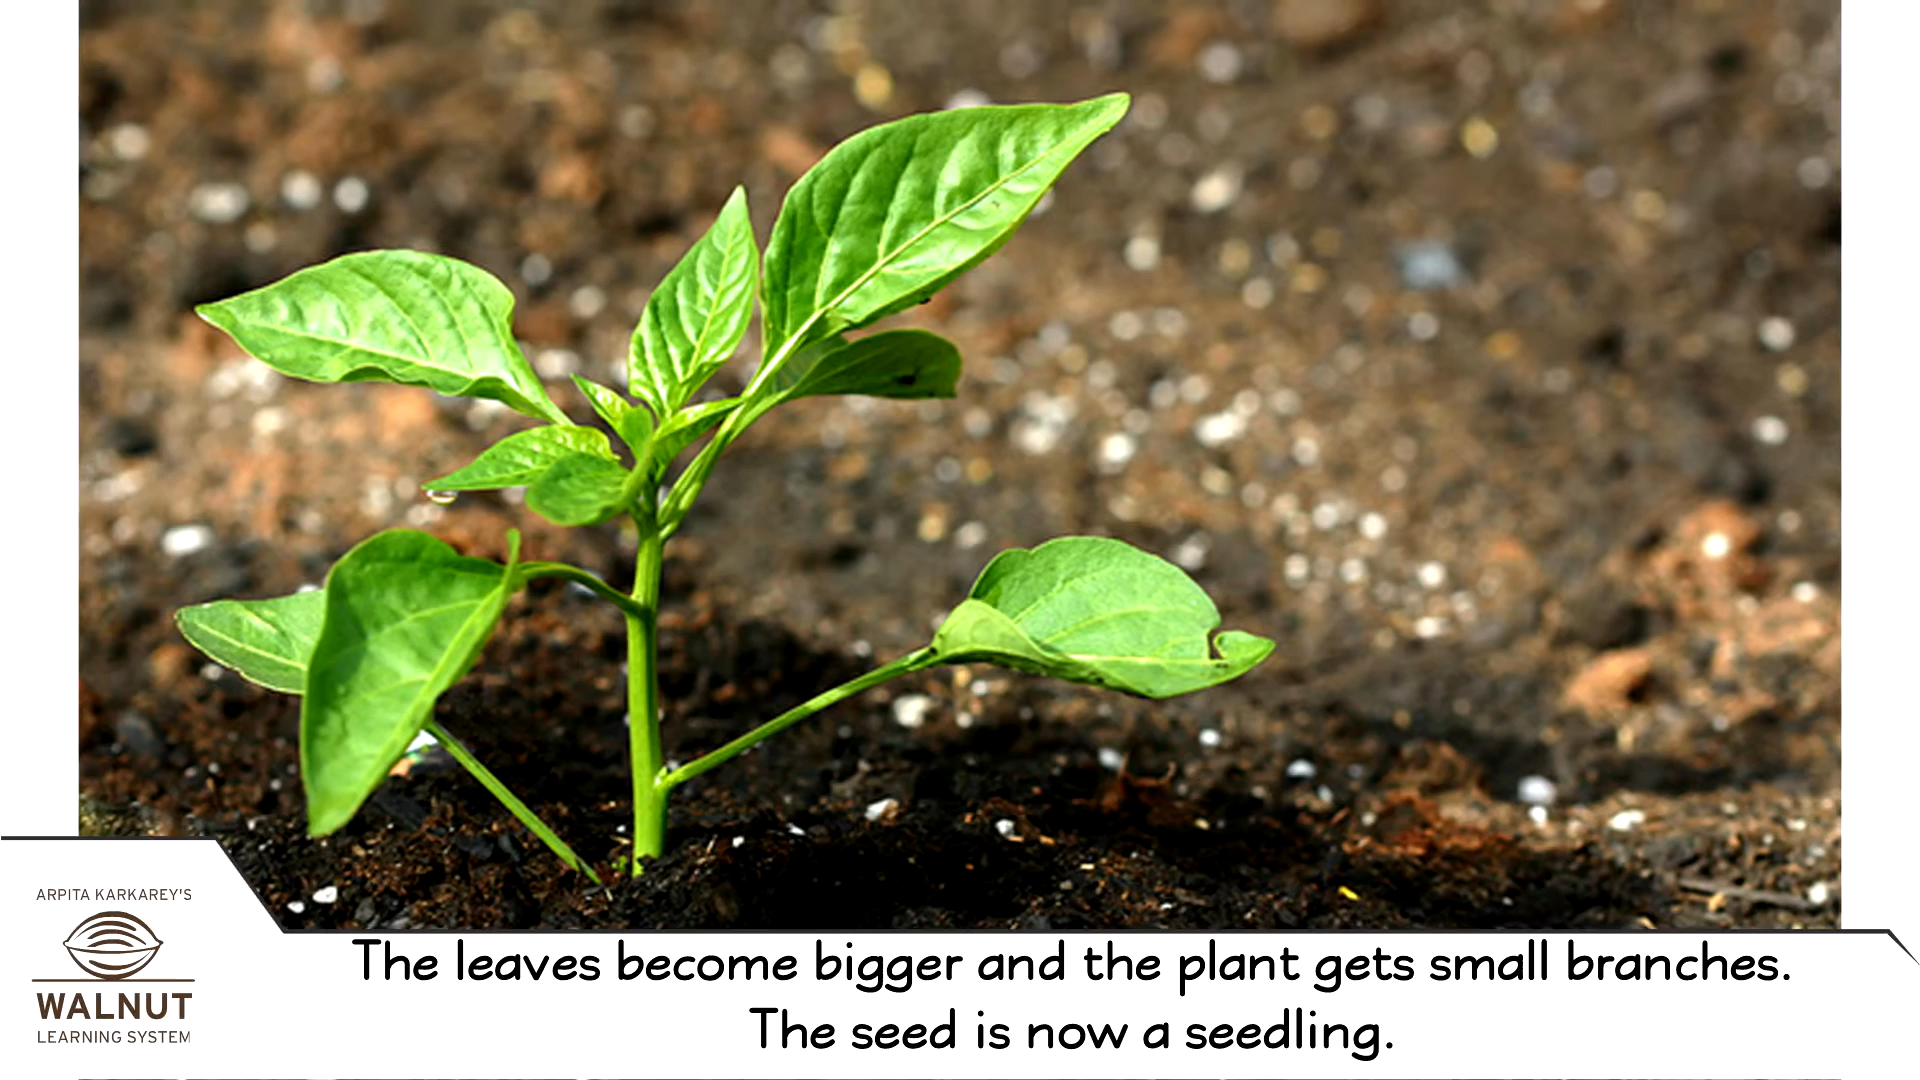 ARPITA KARKAREY'S
WALNUT
LEARNING SYSTEM
The leaves become bigger and the plant gets small branches.
The seed is now a seedling.